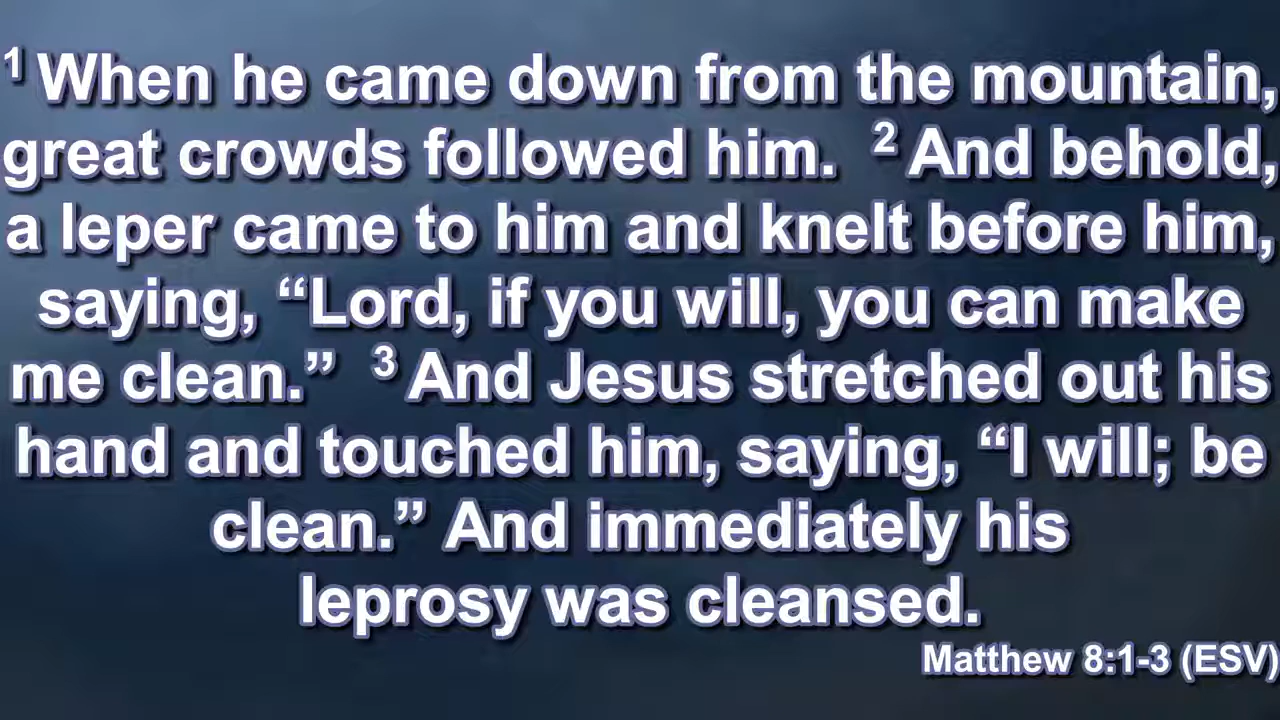 1 When he came down from the mountain,
great crowds followed him. 2 And behold,
a leper came to him and knelt before him,
saying, “Lord, if you will, you can make
me clean.” 3 And Jesus stretched out his
hand and touched him, saying, “I will; be
clean.” And immediately his
leprosy was cleansed.
Matthew 8:1-3 (ESV)